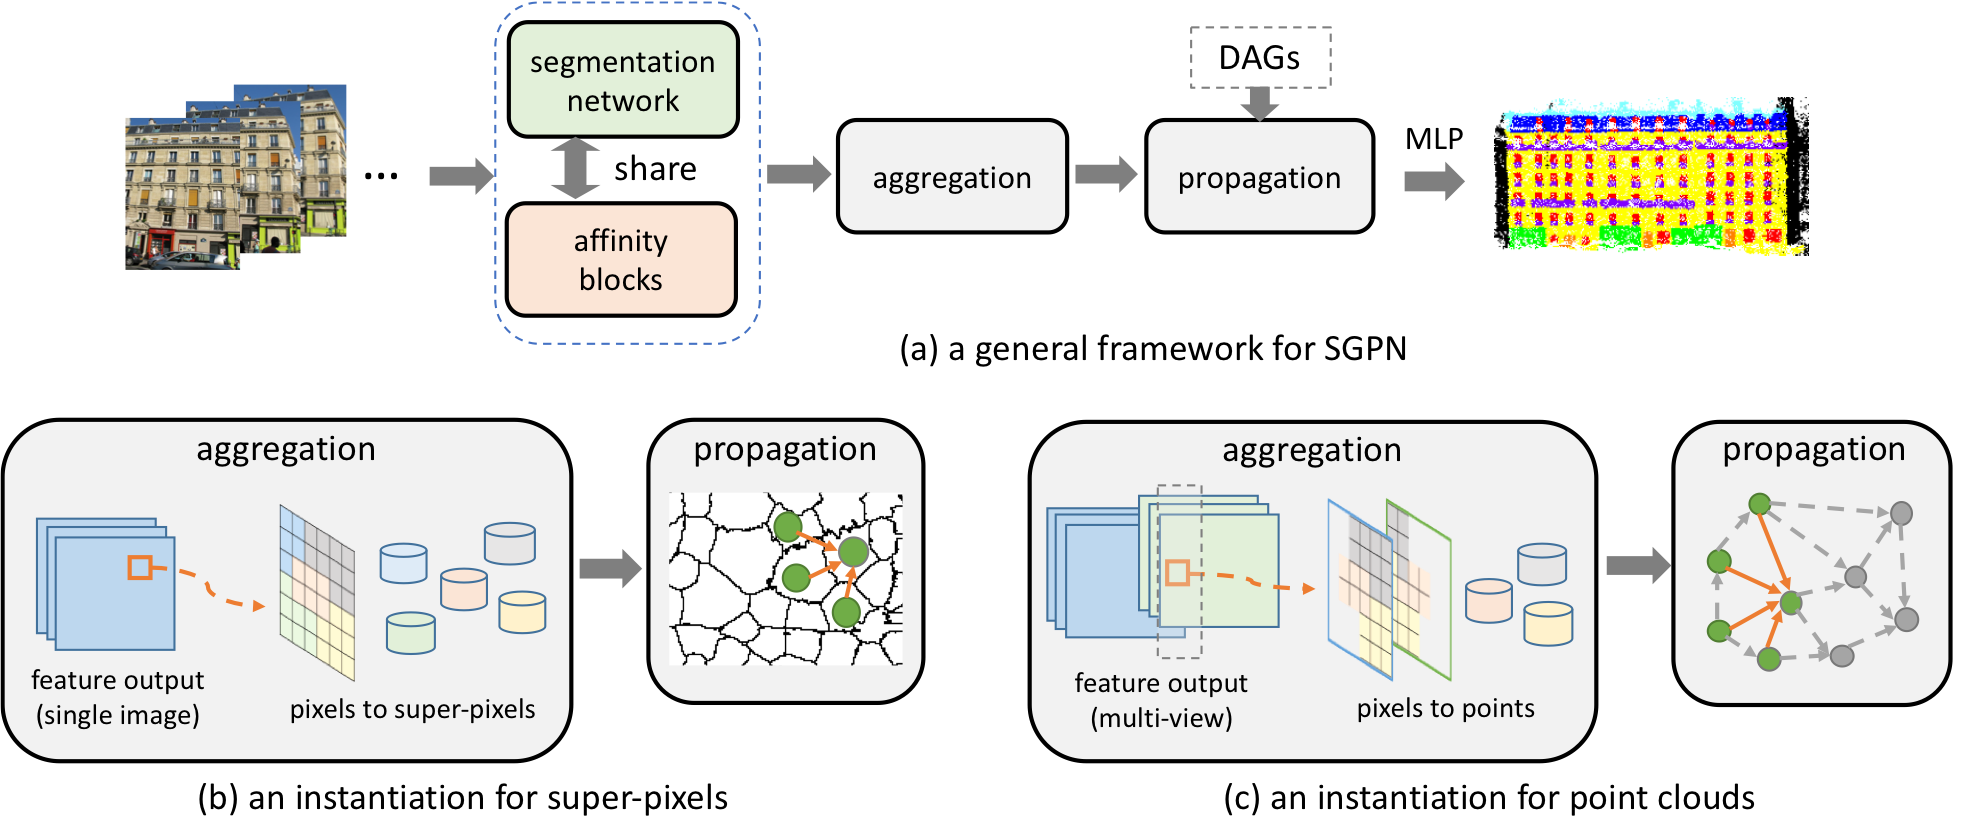 segmentation
network
share
affinity
blocks
...
aggregation
DAGs
propagation
MLP
(a) a general framework for SGPN
aggregation
feature output
(single image)
pixels to super-pixels
propagation
(b) an instantiation for super-pixels
aggregation
feature output
(multi-view)
pixels to points
propagation
(c) an instantiation for point clouds